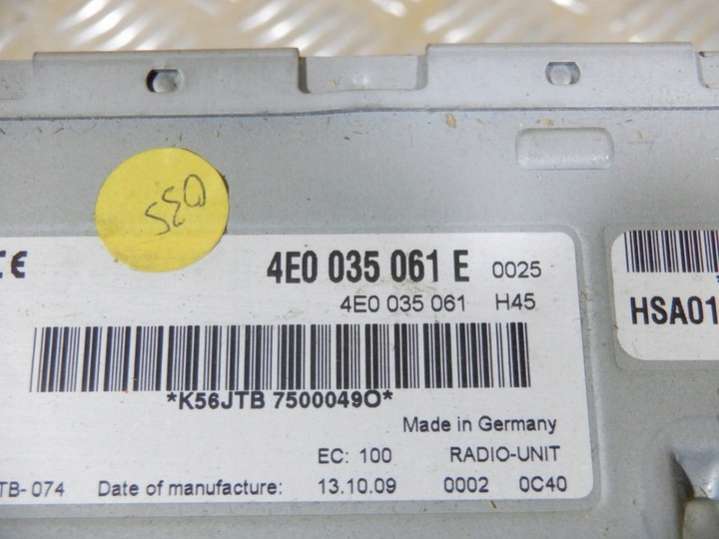 CE
4E0 035 061 E 0025
4E0 035 061 H45
HSA01
*K56JTB 7500049O*
Made in Germany
EC: 100 RADIO-UNIT
TB-074 Date of manufacture: 13.10.09 0002 0C40